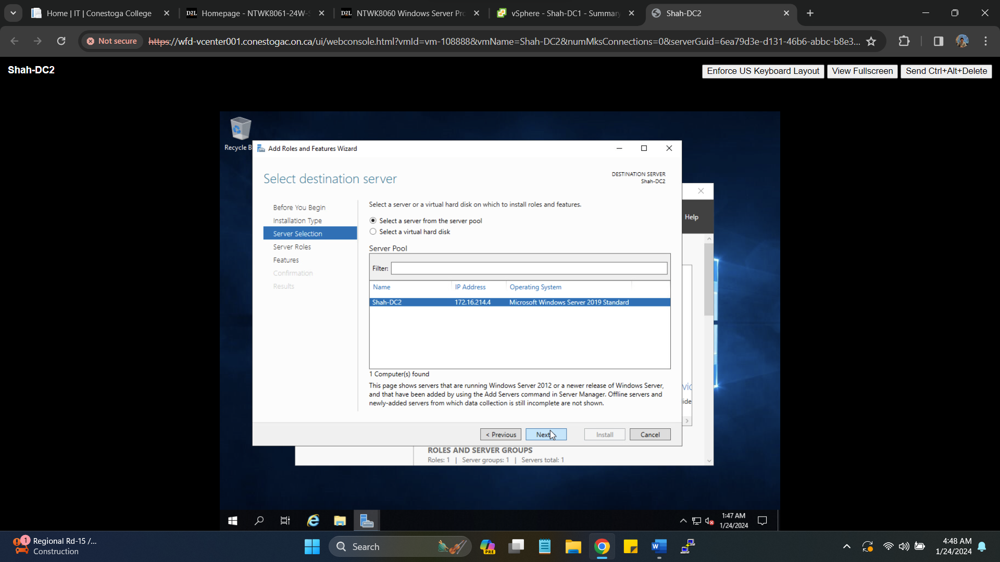 Home | IT | Conestoga College
Homepage - NTWK8061-24W-S
NTWK8060 Windows Server Pro
vSphere - Shah-DC1 - Summary
Shah-DC2
Not secure
https://wfd-vcenter001.conestogac.on.ca/ui/webconsole.html?vmId=vm-108888&vmName=Shah-DC2&numMksConnections=0&serverGuid=6ea79d3e-d131-46b6-abbc-b8e3...
Shah-DC2
Enforce US Keyboard Layout
View Fullscreen
Send Ctrl+Alt+Delete
Recycle B
Add Roles and Features Wizard
Select destination server
DESTINATION SERVER
Shah-DC2
Before You Begin
Installation Type
Server Selection
Server Roles
Features
Confirmation
Results
Select a server or a virtual hard disk on which to install roles and features.
Select a server from the server pool
Select a virtual hard disk
Server Pool
Filter:
Name IP Address Operating System
Shah-DC2 172.16.214.4 Microsoft Windows Server 2019 Standard
1 Computer(s) found
This page shows servers that are running Windows Server 2012 or a newer release of Windows Server,
and that have been added by using the Add Servers command in Server Manager. Offline servers and
newly-added servers from which data collection is still incomplete are not shown.
< Previous
Next
Install
Cancel
Help
ide
ROLES AND SERVER GROUPS
Roles: 1 | Server groups: 1 | Servers total: 1
1:47 AM
1/24/2024
1
Regional Rd-15 /...
Construction
Search
PRE
4:48 AM
1/24/2024